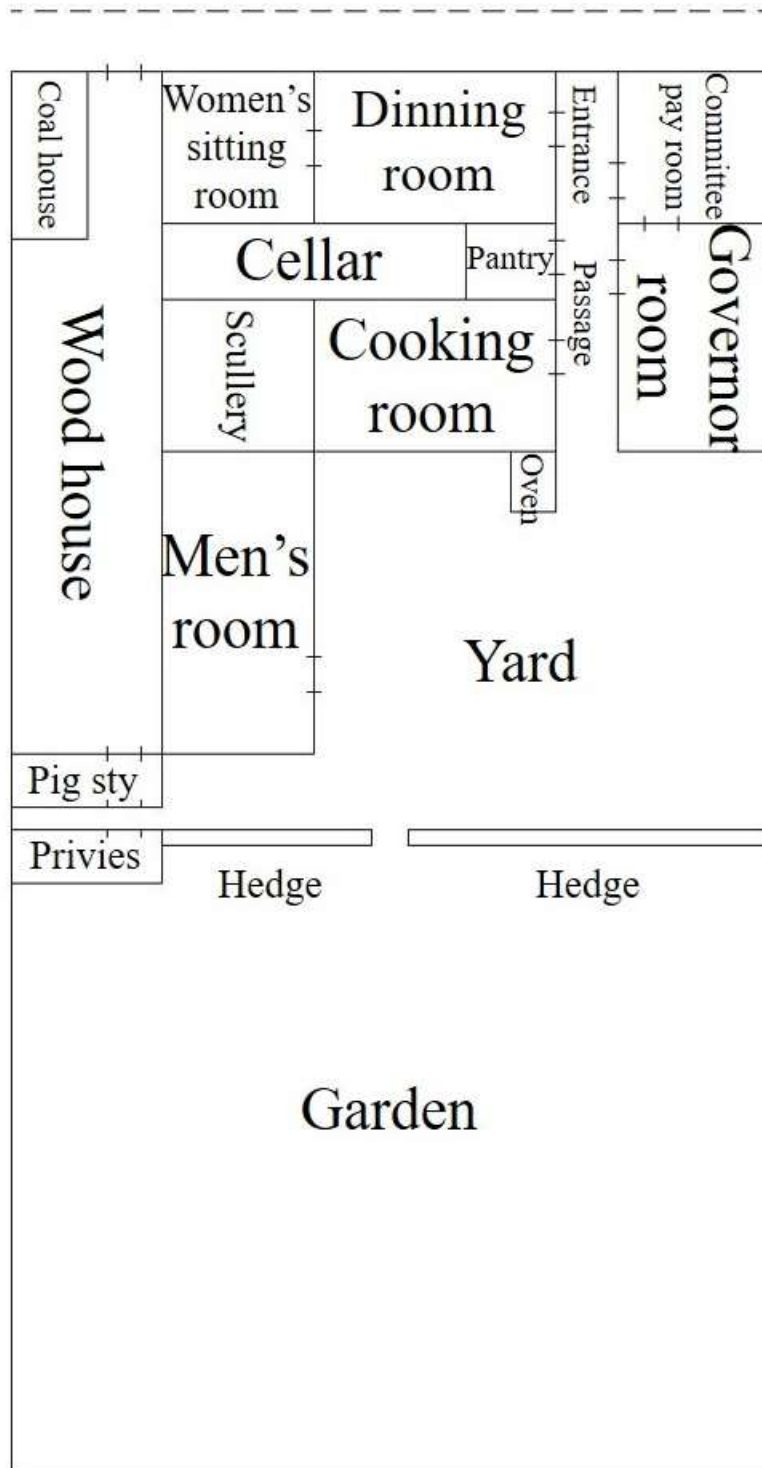 Coal house
Women’s
sitting
room
Dinning
room
Entrance
Committee
pay room
Cellar
Pantry
Passage
Governor
room
Wood house
Scullery
Cooking
room
Oven
Men’s
room
Yard
Pig sty
Privies
Hedge
Hedge
Garden